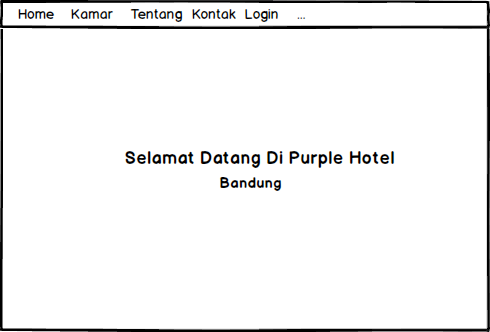 Home Kamar Tentang Kontak Login ...
Selamat Datang Di Purple Hotel
Bandung